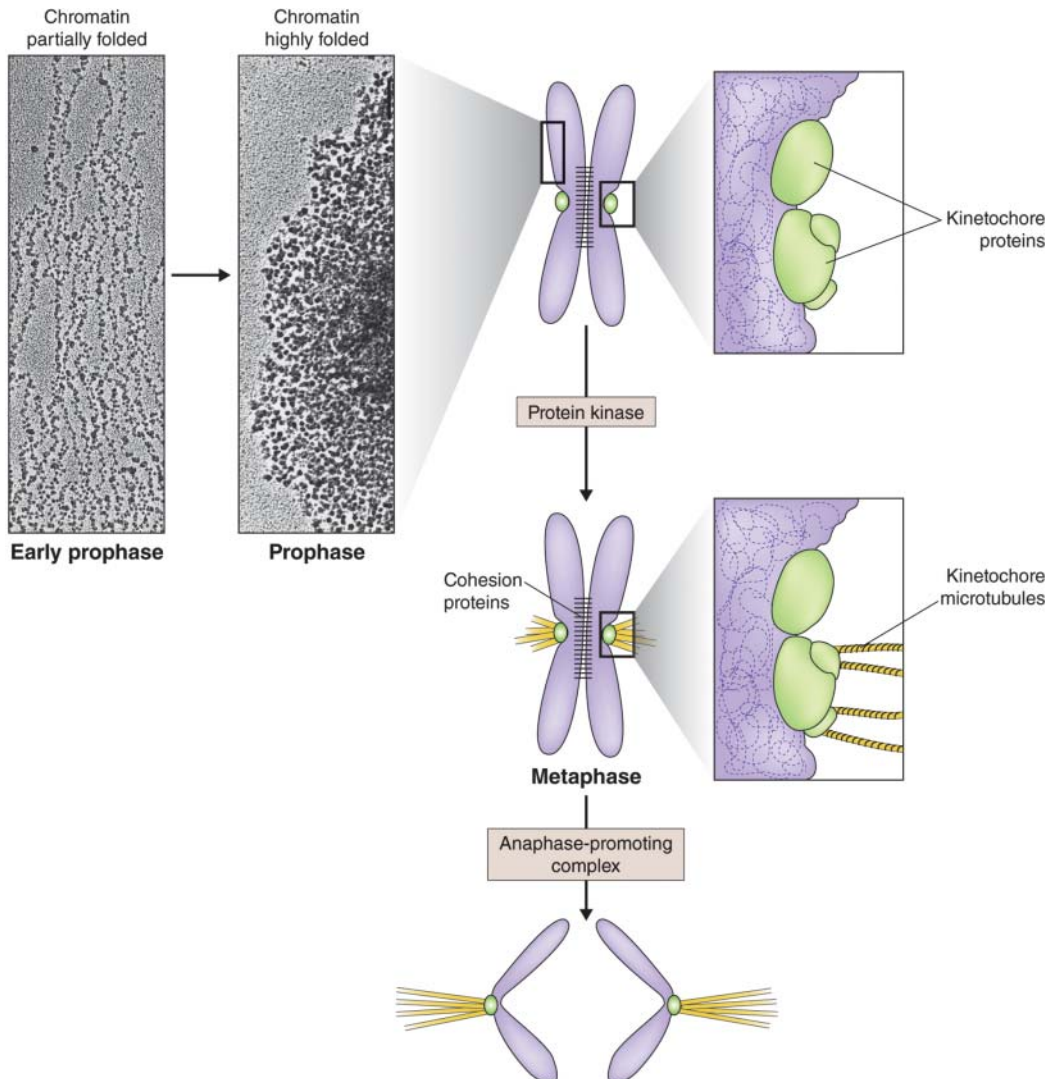 Chromatin
partially folded
Chromatin
highly folded
Kinetochore
proteins
Protein kinase
Early prophase
Prophase
Cohesion
proteins
Kinetochore
microtubules
Metaphase
Anaphase-promoting
complex